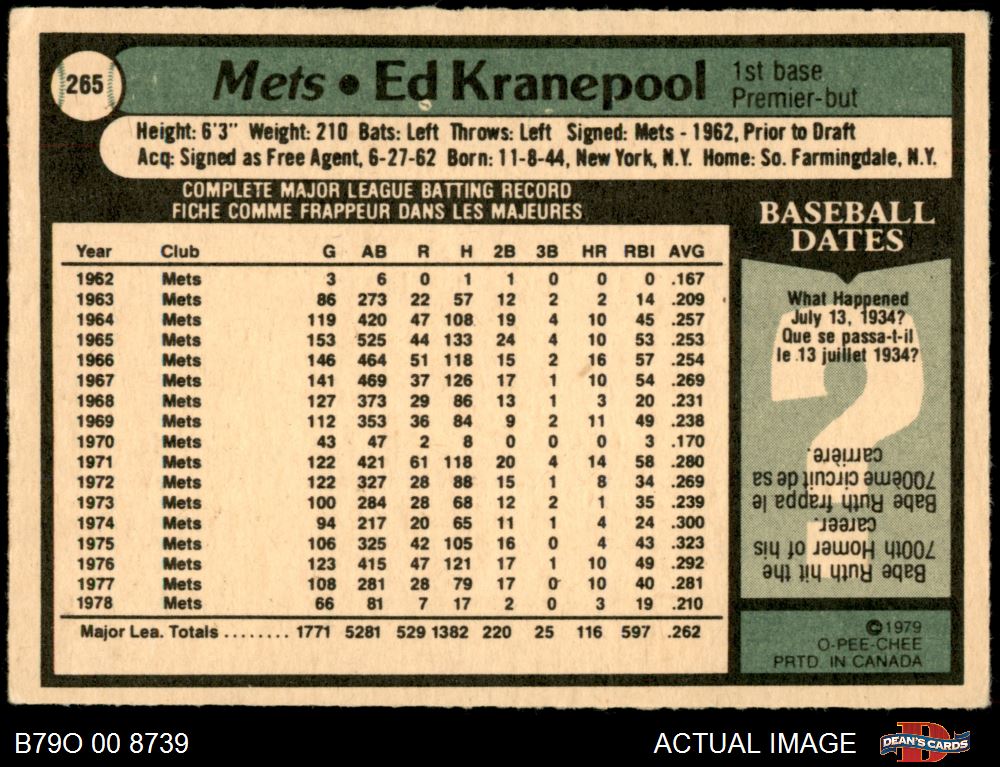 265
Mets • Ed Kranepool
1st base
Premier-but
Height: 6'3" Weight: 210 Bats: Left Throws: Left Signed: Mets - 1962, Prior to Draft
Acq: Signed as Free Agent, 6-27-62 Born: 11-8-44, New York, N.Y. Home: So. Farmingdale, N.Y.
COMPLETE MAJOR LEAGUE BATTING RECORD
FICHE COMME FRAPPEUR DANS LES MAJEURES
Year Club G AB R H 2B 3B HR RBI AVG
1962 Mets 3 6 0 1 1 0 0 0 .167
1963 Mets 86 273 22 57 12 2 2 14 .209
1964 Mets 119 420 47 108 19 4 10 45 .257
1965 Mets 153 525 44 133 24 4 10 53 .253
1966 Mets 146 464 51 118 15 2 16 57 .254
1967 Mets 141 469 37 126 17 1 10 54 .269
1968 Mets 127 373 29 86 13 1 3 20 .231
1969 Mets 112 353 36 84 9 2 11 49 .238
1970 Mets 43 47 2 8 0 0 0 3 .170
1971 Mets 122 421 61 118 20 4 14 58 .280
1972 Mets 122 327 28 88 15 1 8 34 .269
1973 Mets 100 284 28 68 12 2 1 35 .239
1974 Mets 94 217 20 65 11 1 4 24 .300
1975 Mets 106 325 42 105 16 0 4 43 .323
1976 Mets 123 415 47 121 17 1 10 49 .292
1977 Mets 108 281 28 79 17 0 10 40 .281
1978 Mets 66 81 7 17 2 0 3 19 .210
Major Lea. Totals ........ 1771 5281 529 1382 220 25 116 597 .262
BASEBALL
DATES
What Happened
July 13, 1934?
Que se passa-t-il
le 13 juillet 1934?
Babe Ruth hit the
700th Homer of his
career.
Babe Ruth frappa le
700ème circuit de sa
carrière.
©1979
O-PEE-CHEE
PRTD. IN CANADA
B79O 00 8739
ACTUAL IMAGE
DEAN'S CARDS